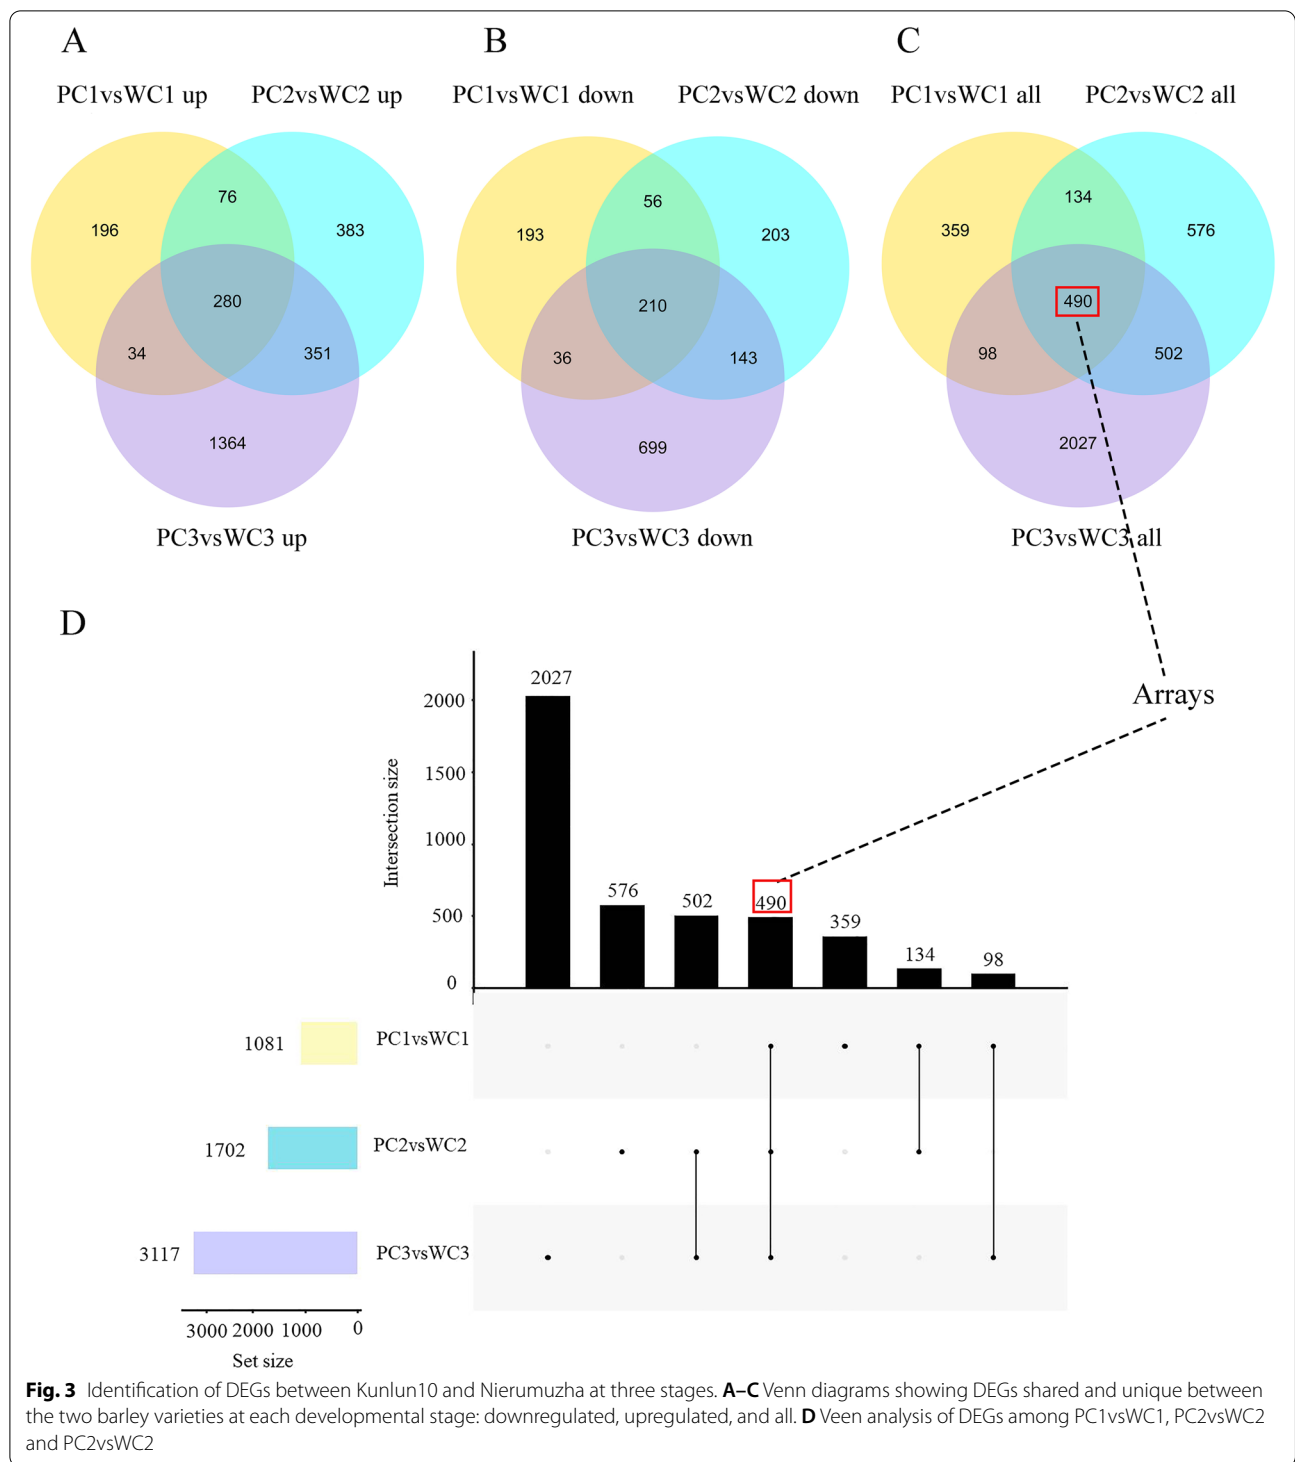 A
B
C
PC1vsWC1 up
PC2vsWC2 up
PC1vsWC1 down
PC2vsWC2 down
PC1vsWC1 all
PC2vsWC2 all
76
196
383
280
34
351
1364
PC3vsWC3 up
56
193
203
210
36
143
699
PC3vsWC3 down
134
359
576
490
98
502
2027
PC3vsWC3 all
Arrays
D
Intersection size
2000
1500
1000
500
0
2027
576
502
490
359
134
98
1081
PC1vsWC1
1702
PC2vsWC2
3117
PC3vsWC3
3000 2000 1000 0
Set size
Fig. 3 Identification of DEGs between Kunlun10 and Nierumuzha at three stages. A–C Venn diagrams showing DEGs shared and unique between
the two barley varieties at each developmental stage: downregulated, upregulated, and all. D Veen analysis of DEGs among PC1vsWC1, PC2vsWC2
and PC2vsWC2